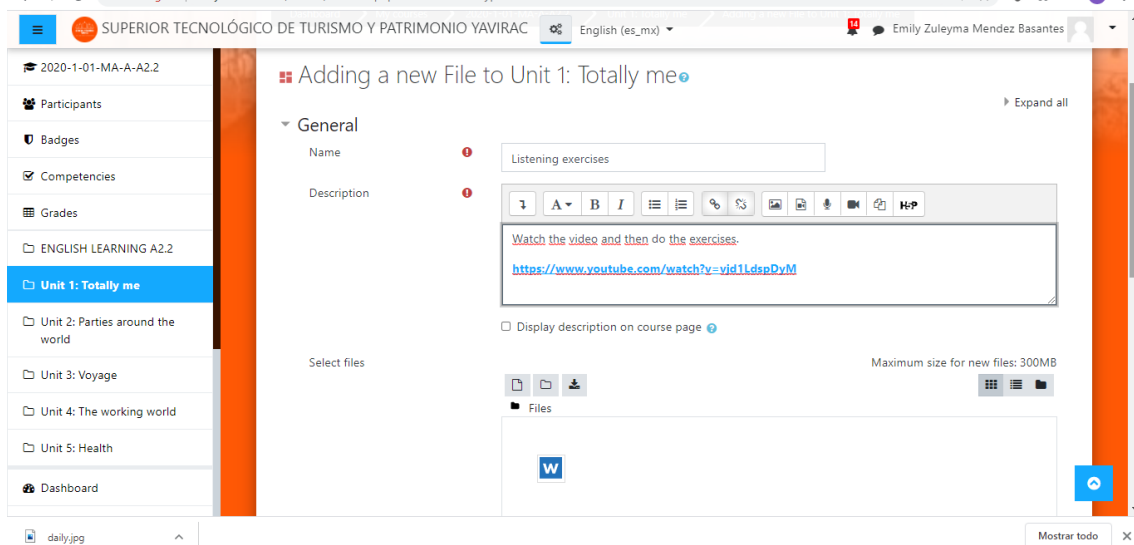 SUPERIOR TECNOLÓGICO DE TURISMO Y PATRIMONIO YAVIRAC English (es_mx) 14 Emily Zuleyma Mendez Basantes
2020-1-01-MA-A-A2.2
Participants
Badges
Competencies
Grades
ENGLISH LEARNING A2.2
Unit 1: Totally me
Unit 2: Parties around the
world
Unit 3: Voyage
Unit 4: The working world
Unit 5: Health
Dashboard
Adding a new File to Unit 1: Totally me
Expand all
General
Name Listening exercises
Description
A B I H5P
Watch the video and then do the exercises.
https://www.youtube.com/watch?v=vjd1LdspDyM
Display description on course page
Select files Maximum size for new files: 300MB
Files
W
daily.jpg Mostrar todo